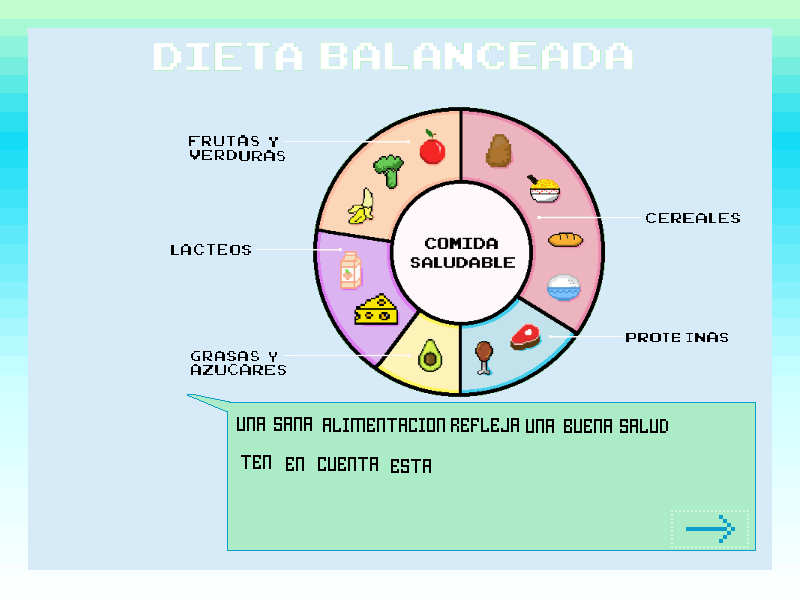 DIETA BALANCEADA
FRUTAS Y
VERDURAS
CEREALES
LACTEOS
COMIDA
SALUDABLE
PROTEINAS
GRASAS Y
AZUCARES
UNA SANA ALIMENTACION REFLEJA UNA BUENA SALUD
TEN EN CUENTA ESTA